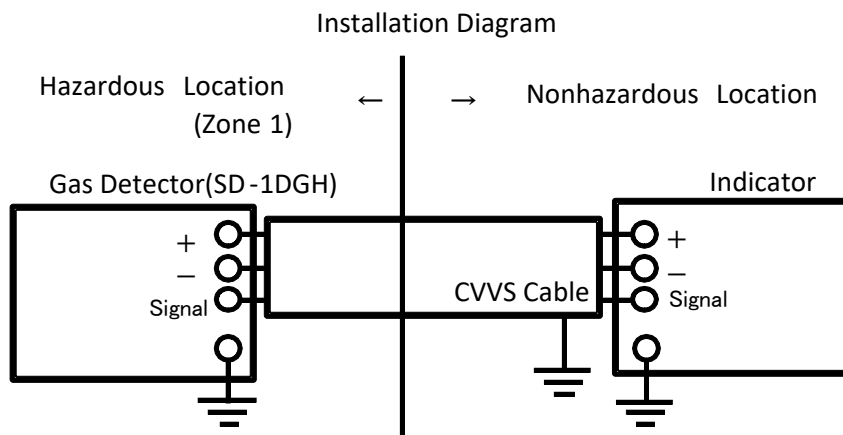 Installation Diagram
Hazardous Location
(Zone 1)
← →
Nonhazardous Location
Gas Detector(SD-1DGH)
Indicator
+
−
Signal
CVVS Cable
+
−
Signal